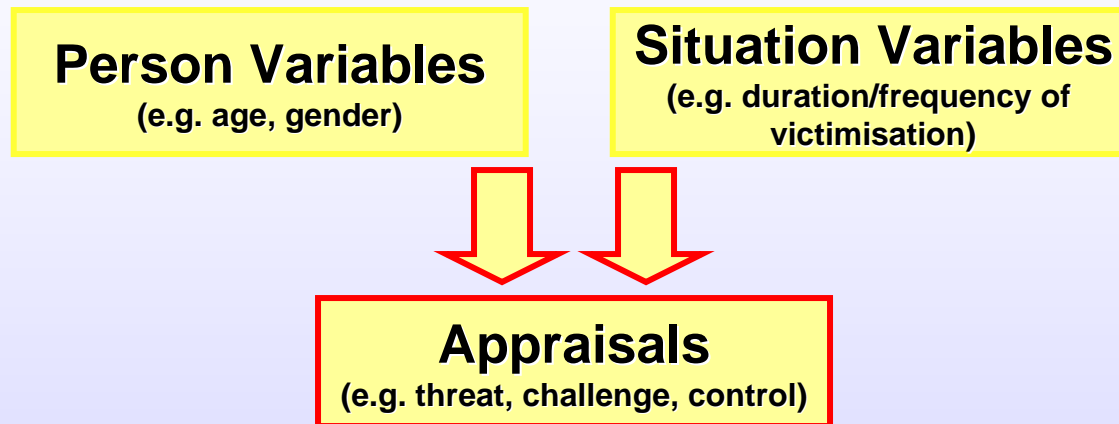 Person Variables
(e.g. age, gender)
Situation Variables
(e.g. duration/frequency of
victimisation)
Appraisals
(e.g. threat, challenge, control)